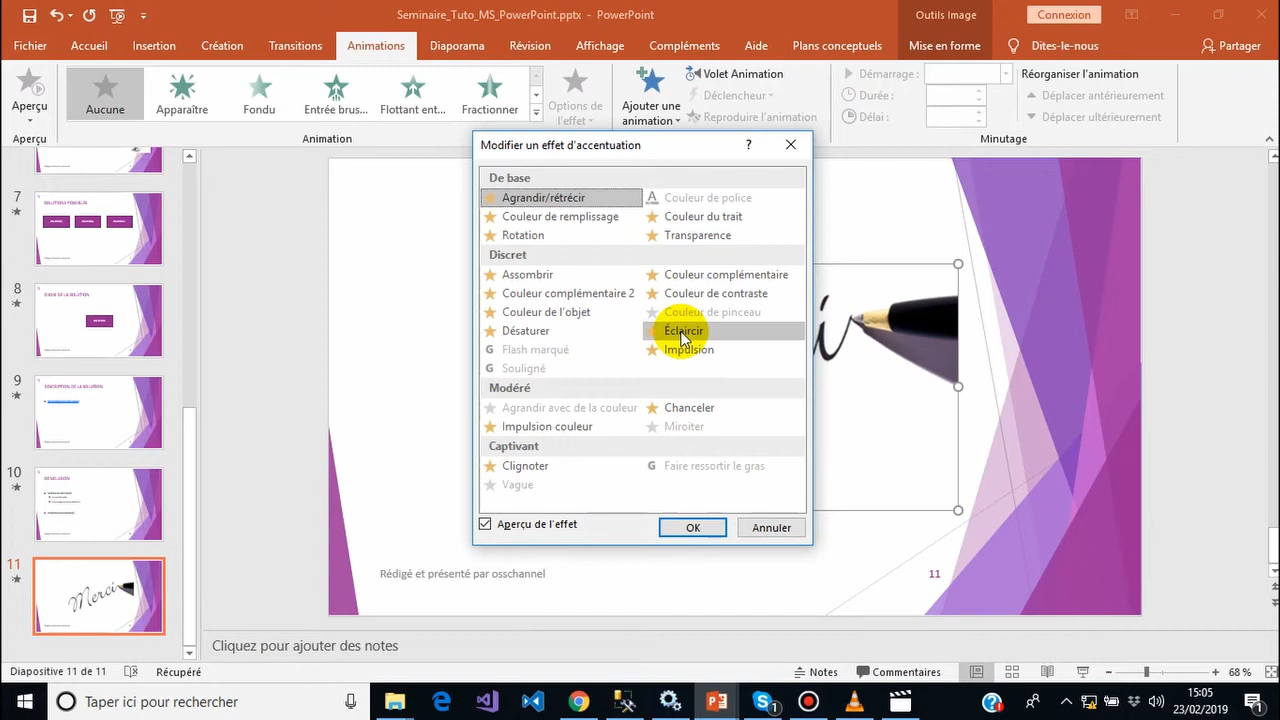 Seminaire_Tuto_MS_PowerPoint.pptx - PowerPoint
Outils Image
Connexion
Fichier Accueil Insertion Création Transitions Animations Diaporama Révision Affichage Compléments Aide Plans conceptuels Mise en forme Dites-le-nous Partager
Aperçu
Aucune Apparaître Fondu Entrée brus... Flottant ent... Fractionner
Options de l'effet
Ajouter une animation
Volet Animation
Déclencheur
Reproduire l'animation
Démarrage :
Durée :
Délai :
Réorganiser l'animation
Déplacer antérieurement
Déplacer ultérieurement
Aperçu Animation Minutage
Modifier un effet d'accentuation ?
De base
Agrandir/rétrécir Couleur de police
Couleur de remplissage Couleur du trait
Rotation Transparence
Discret
Assombrir Couleur complémentaire
Couleur complémentaire 2 Couleur de contraste
Couleur de l'objet Couleur de pinceau
Désaturer Éclaircir
Flash marqué Impulsion
Souligné
Modéré
Agrandir avec de la couleur Chanceler
Impulsion couleur Miroiter
Captivant
Clignoter Faire ressortir le gras
Vague
Aperçu de l'effet
OK Annuler
7
8
9
10
11
Merci
Rédigé et présenté par osschannel
11
Cliquez pour ajouter des notes
Diapositive 11 de 11 Récupéré Notes Commentaires 68 %
Taper ici pour rechercher
15:05
23/02/2019